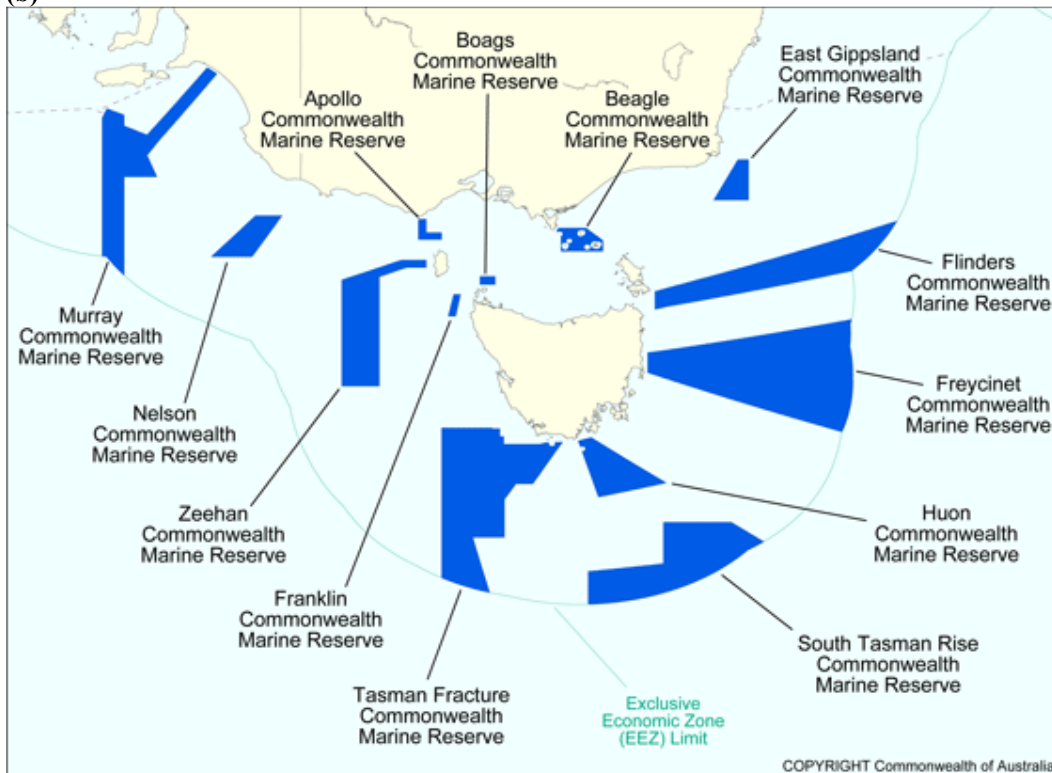 (b)
Boags
Commonwealth
Marine Reserve
East Gippsland
Commonwealth
Marine Reserve
Apollo
Commonwealth
Marine Reserve
Beagle
Commonwealth
Marine Reserve
Murray
Commonwealth
Marine Reserve
Flinders
Commonwealth
Marine Reserve
Nelson
Commonwealth
Marine Reserve
Freycinet
Commonwealth
Marine Reserve
Zeehan
Commonwealth
Marine Reserve
Huon
Commonwealth
Marine Reserve
Franklin
Commonwealth
Marine Reserve
South Tasman Rise
Commonwealth
Marine Reserve
Tasman Fracture
Commonwealth
Marine Reserve
Exclusive
Economic Zone
(EEZ) Limit
COPYRIGHT Commonwealth of Australia